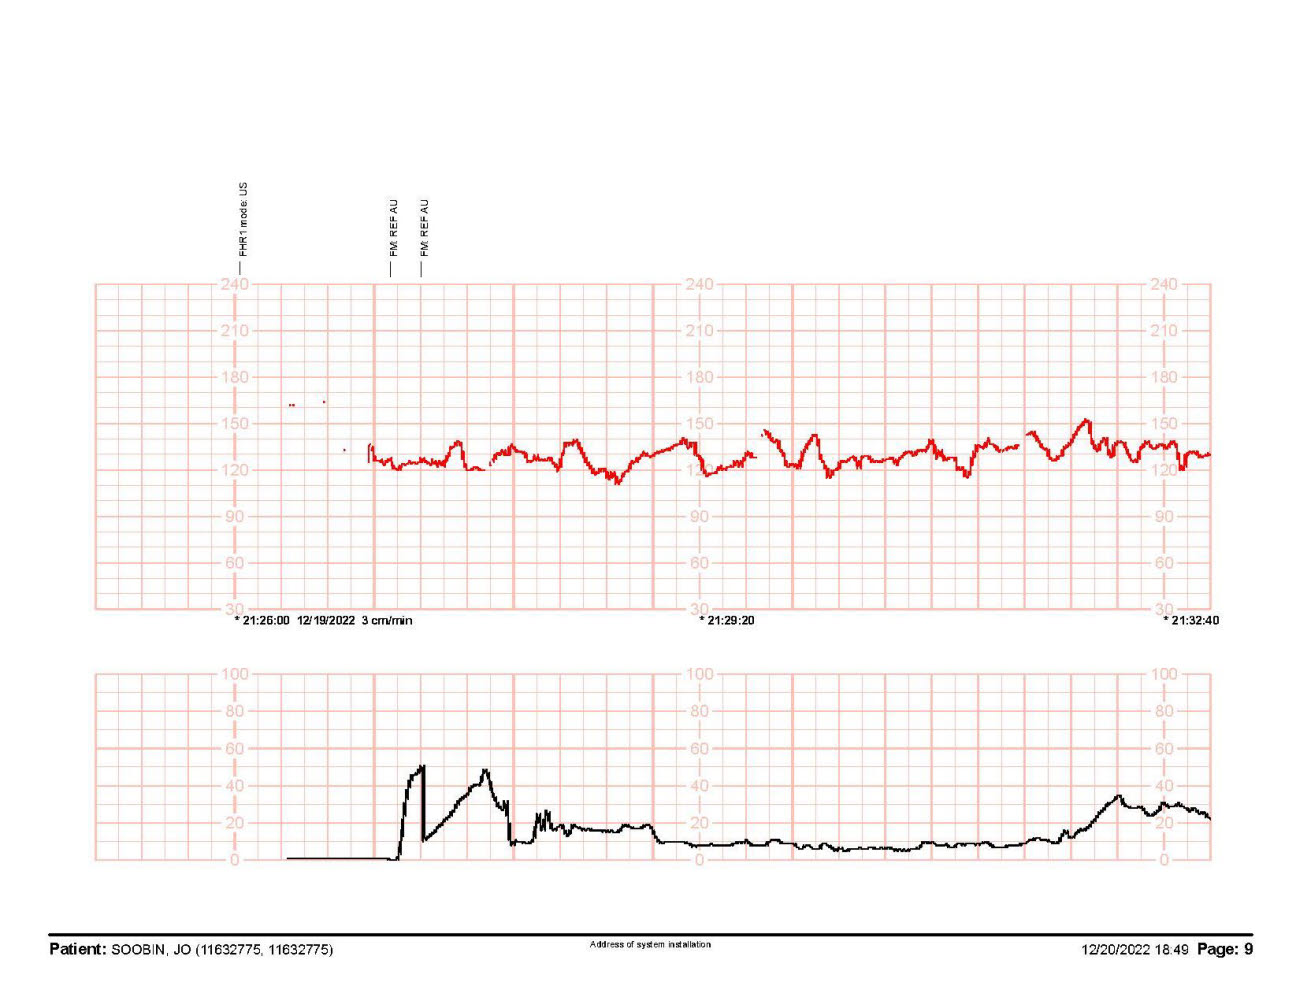 FHR1 mode: US
FM: REF AU
FM: REF AU
240 240 240
210 210 210
180 180 180
150 150 150
120 120 120
90 90 90
60 60 60
30 30 30
* 21:26:00 12/19/2022 3 cm/min * 21:29:20 * 21:32:40
100 100 100
80 80 80
60 60 60
40 40 40
20 20 20
0 0 0
Patient: SOOBIN, JO (11632775, 11632775) Address of system installation 12/20/2022 18:49 Page: 9